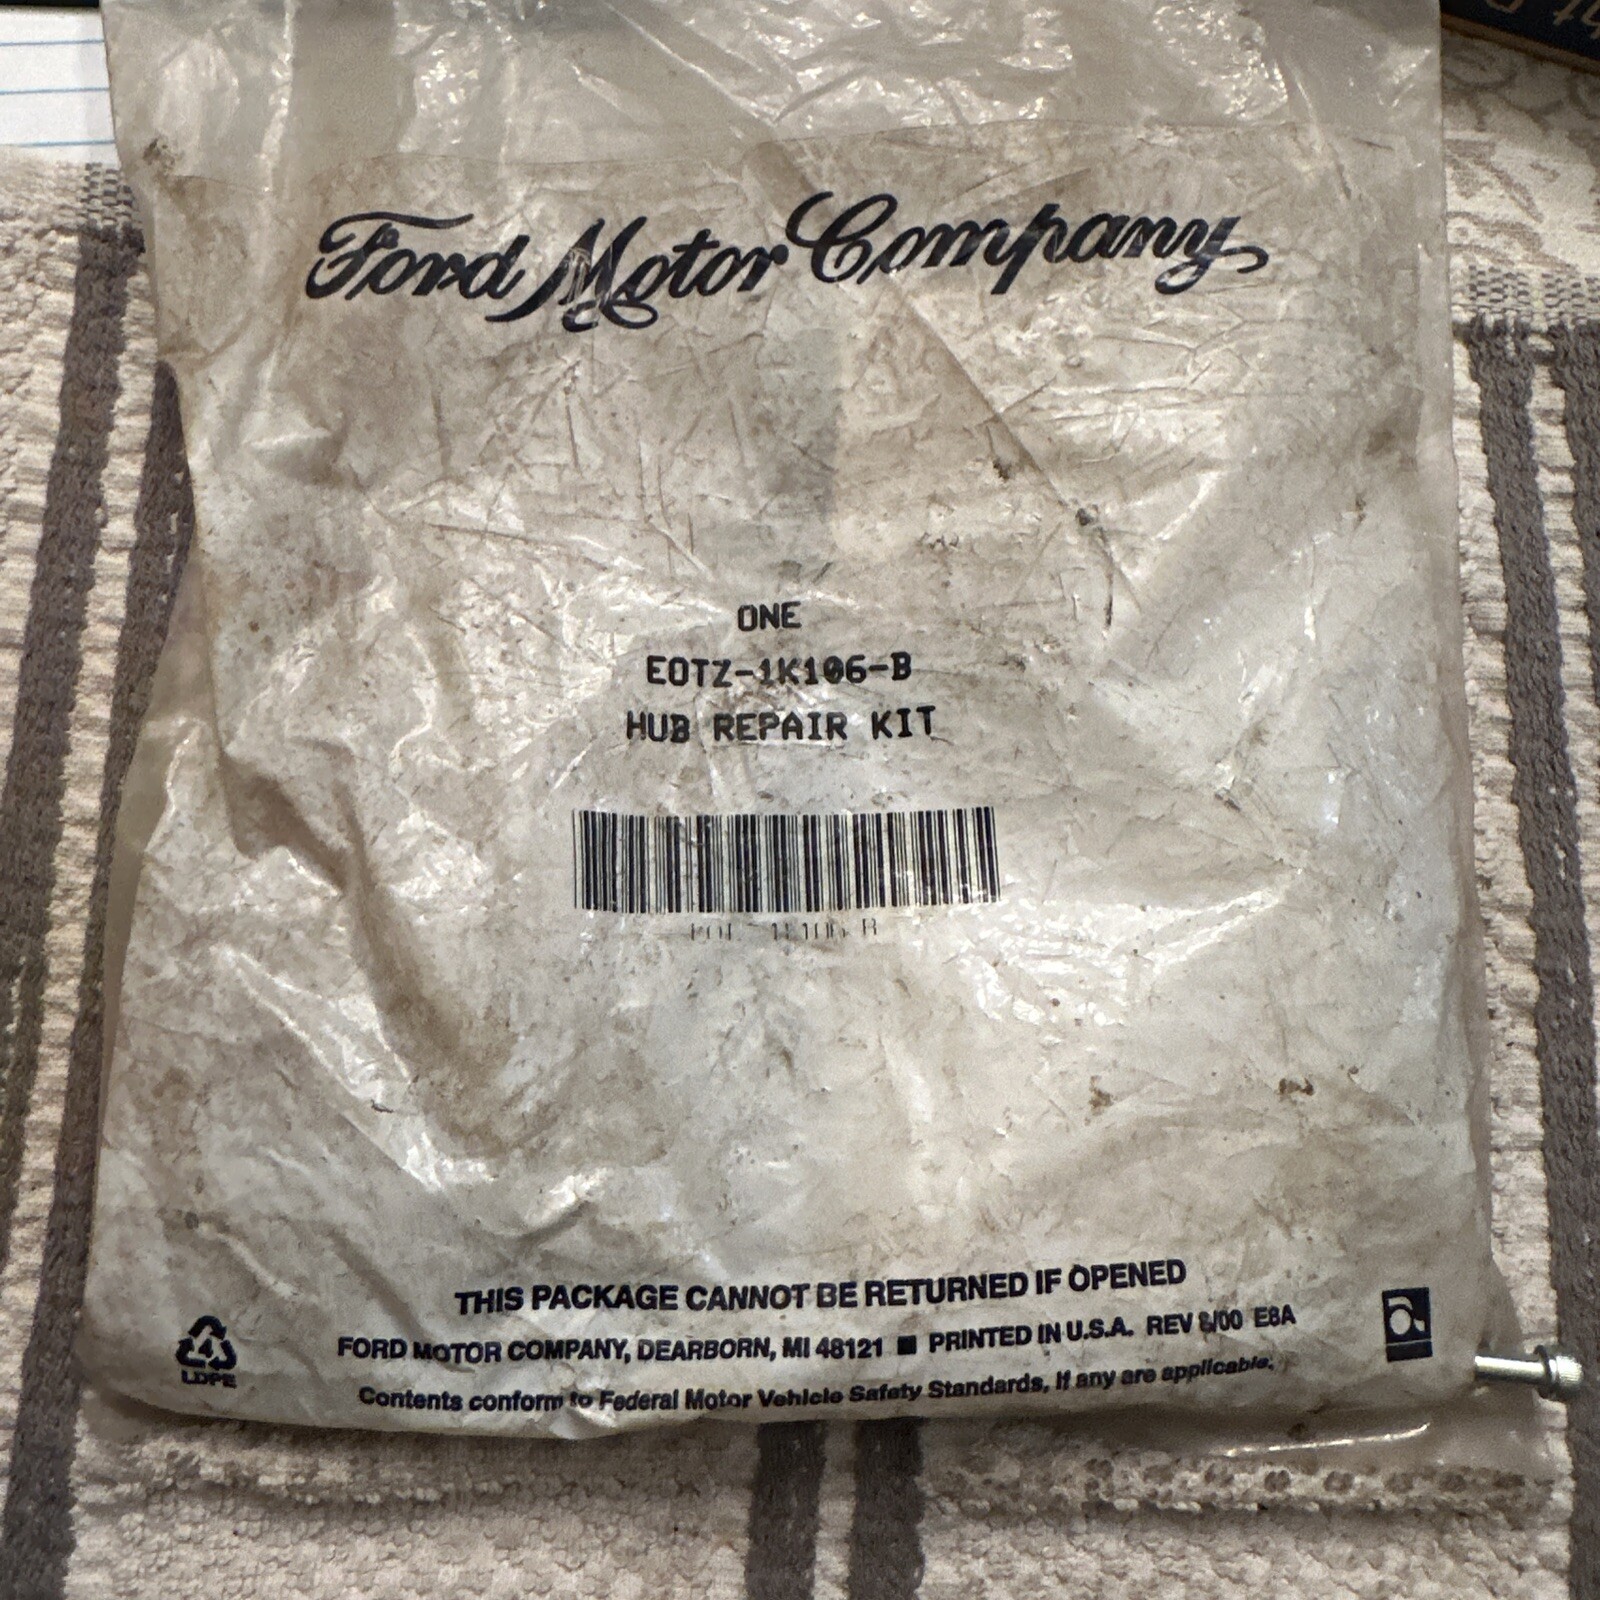 Ford Motor Company
ONE
E0TZ-1K106-B
HUB REPAIR KIT
THIS PACKAGE CANNOT BE RETURNED IF OPENED
FORD MOTOR COMPANY, DEARBORN, MI 48121 ■ PRINTED IN U.S.A. REV 8/00 E8A
Contents conform to Federal Motor Vehicle Safety Standards, if any are applicable.
4
LDPE